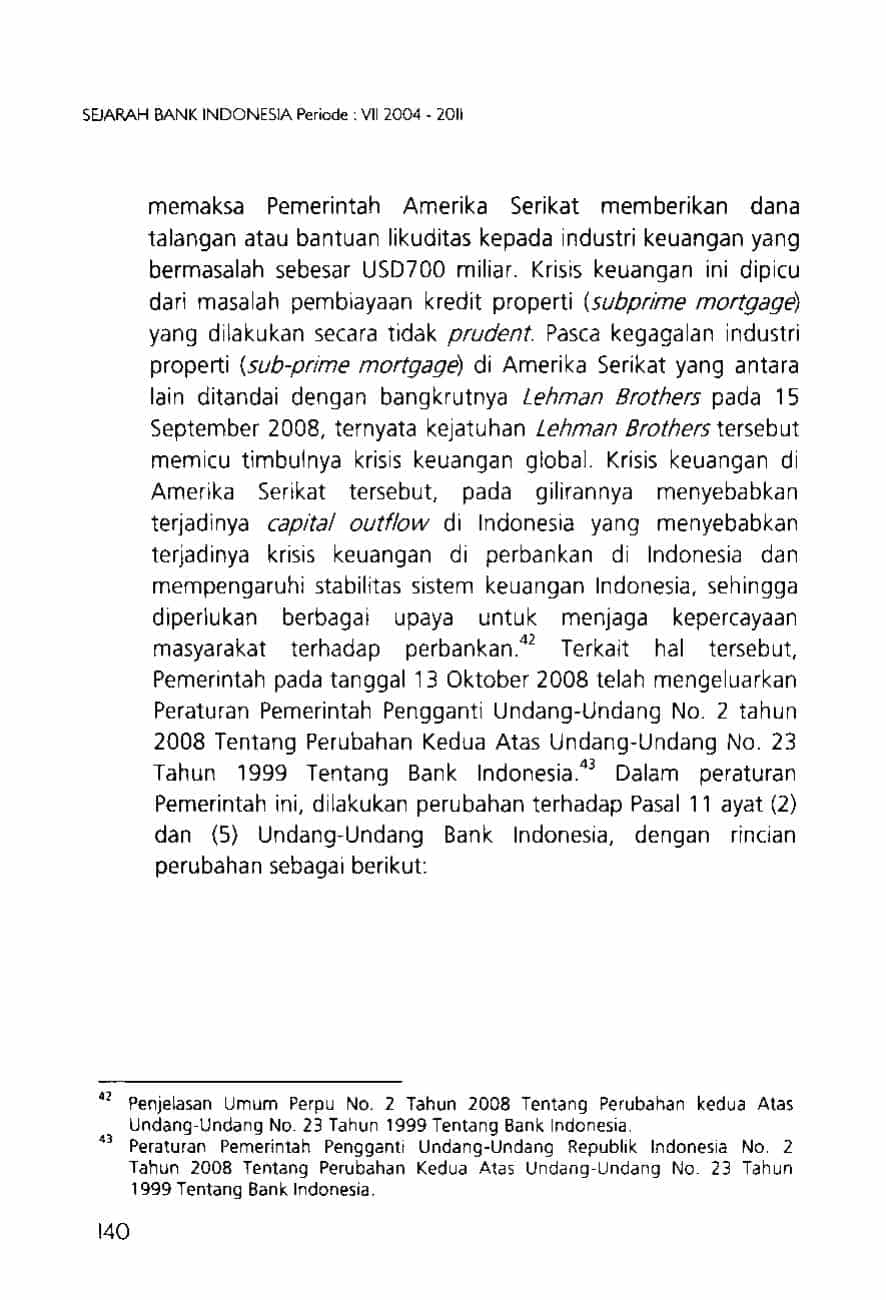 SEJARAH BANK INDONESIA Periode : VII 2004 - 2011
memaksa Pemerintah Amerika Serikat memberikan dana
talangan atau bantuan likuditas kepada industri keuangan yang
bermasalah sebesar USD700 miliar. Krisis keuangan ini dipicu
dari masalah pembiayaan kredit properti (subprime mortgage)
yang dilakukan secara tidak prudent. Pasca kegagalan industri
properti (sub-prime mortgage) di Amerika Serikat yang antara
lain ditandai dengan bangkrutnya Lehman Brothers pada 15
September 2008, ternyata kejatuhan Lehman Brothers tersebut
memicu timbulnya krisis keuangan global. Krisis keuangan di
Amerika Serikat tersebut, pada gilirannya menyebabkan
terjadinya capital outflow di Indonesia yang menyebabkan
terjadinya krisis keuangan di perbankan di Indonesia dan
mempengaruhi stabilitas sistem keuangan Indonesia, sehingga
diperlukan berbagai upaya untuk menjaga kepercayaan
masyarakat terhadap perbankan.42 Terkait hal tersebut,
Pemerintah pada tanggal 13 Oktober 2008 telah mengeluarkan
Peraturan Pemerintah Pengganti Undang-Undang No. 2 tahun
2008 Tentang Perubahan Kedua Atas Undang-Undang No. 23
Tahun 1999 Tentang Bank Indonesia.43 Dalam peraturan
Pemerintah ini, dilakukan perubahan terhadap Pasal 11 ayat (2)
dan (5) Undang-Undang Bank Indonesia, dengan rincian
perubahan sebagai berikut:
42 Penjelasan Umum Perpu No. 2 Tahun 2008 Tentang Perubahan kedua Atas
Undang-Undang No. 23 Tahun 1999 Tentang Bank Indonesia.
43 Peraturan Pemerintah Pengganti Undang-Undang Republik Indonesia No. 2
Tahun 2008 Tentang Perubahan Kedua Atas Undang-Undang No. 23 Tahun
1999 Tentang Bank Indonesia.
140